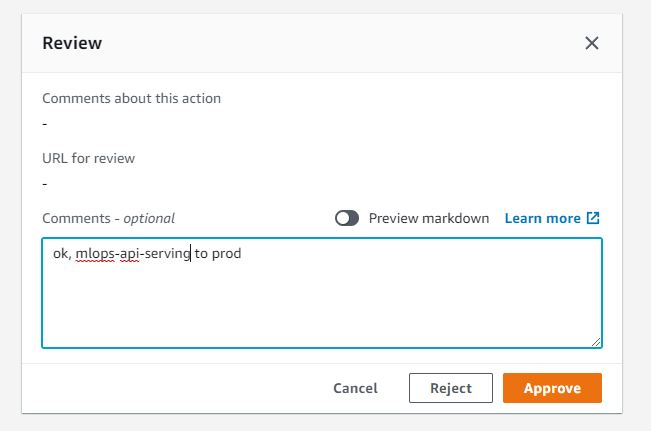 Review
Comments about this action
-
URL for review
-
Comments - optional Preview markdown Learn more
ok, mlops-api-serving to prod
Cancel Reject Approve